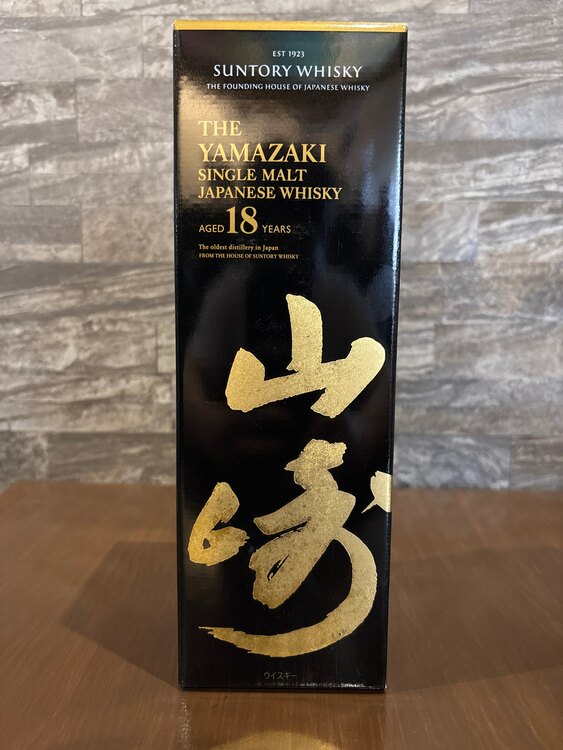 EST 1923
SUNTORY WHISKY
THE FOUNDING HOUSE OF JAPANESE WHISKY
THE
YAMAZAKI
SINGLE MALT
JAPANESE WHISKY
AGED 18 YEARS
The oldest distillery in Japan
FROM THE HOUSE OF SUNTORY WHISKY
山
崎
ウイスキー